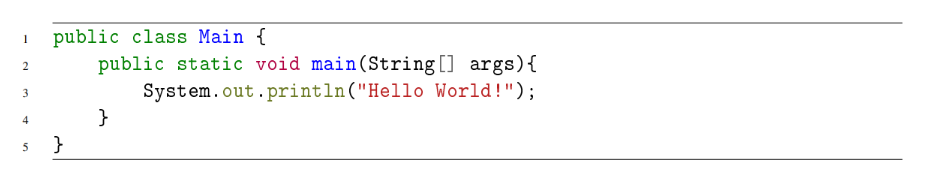 1 public class Main {
2     public static void main(String[] args){
3         System.out.println("Hello World!");
4     }
5 }